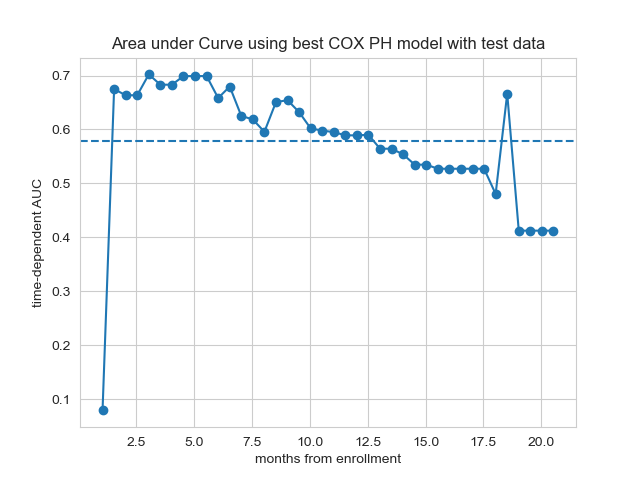 Area under Curve using best COX PH model with test data
time-dependent AUC
0.7
0.6
0.5
0.4
0.3
0.2
0.1
2.5 5.0 7.5 10.0 12.5 15.0 17.5 20.0
months from enrollment